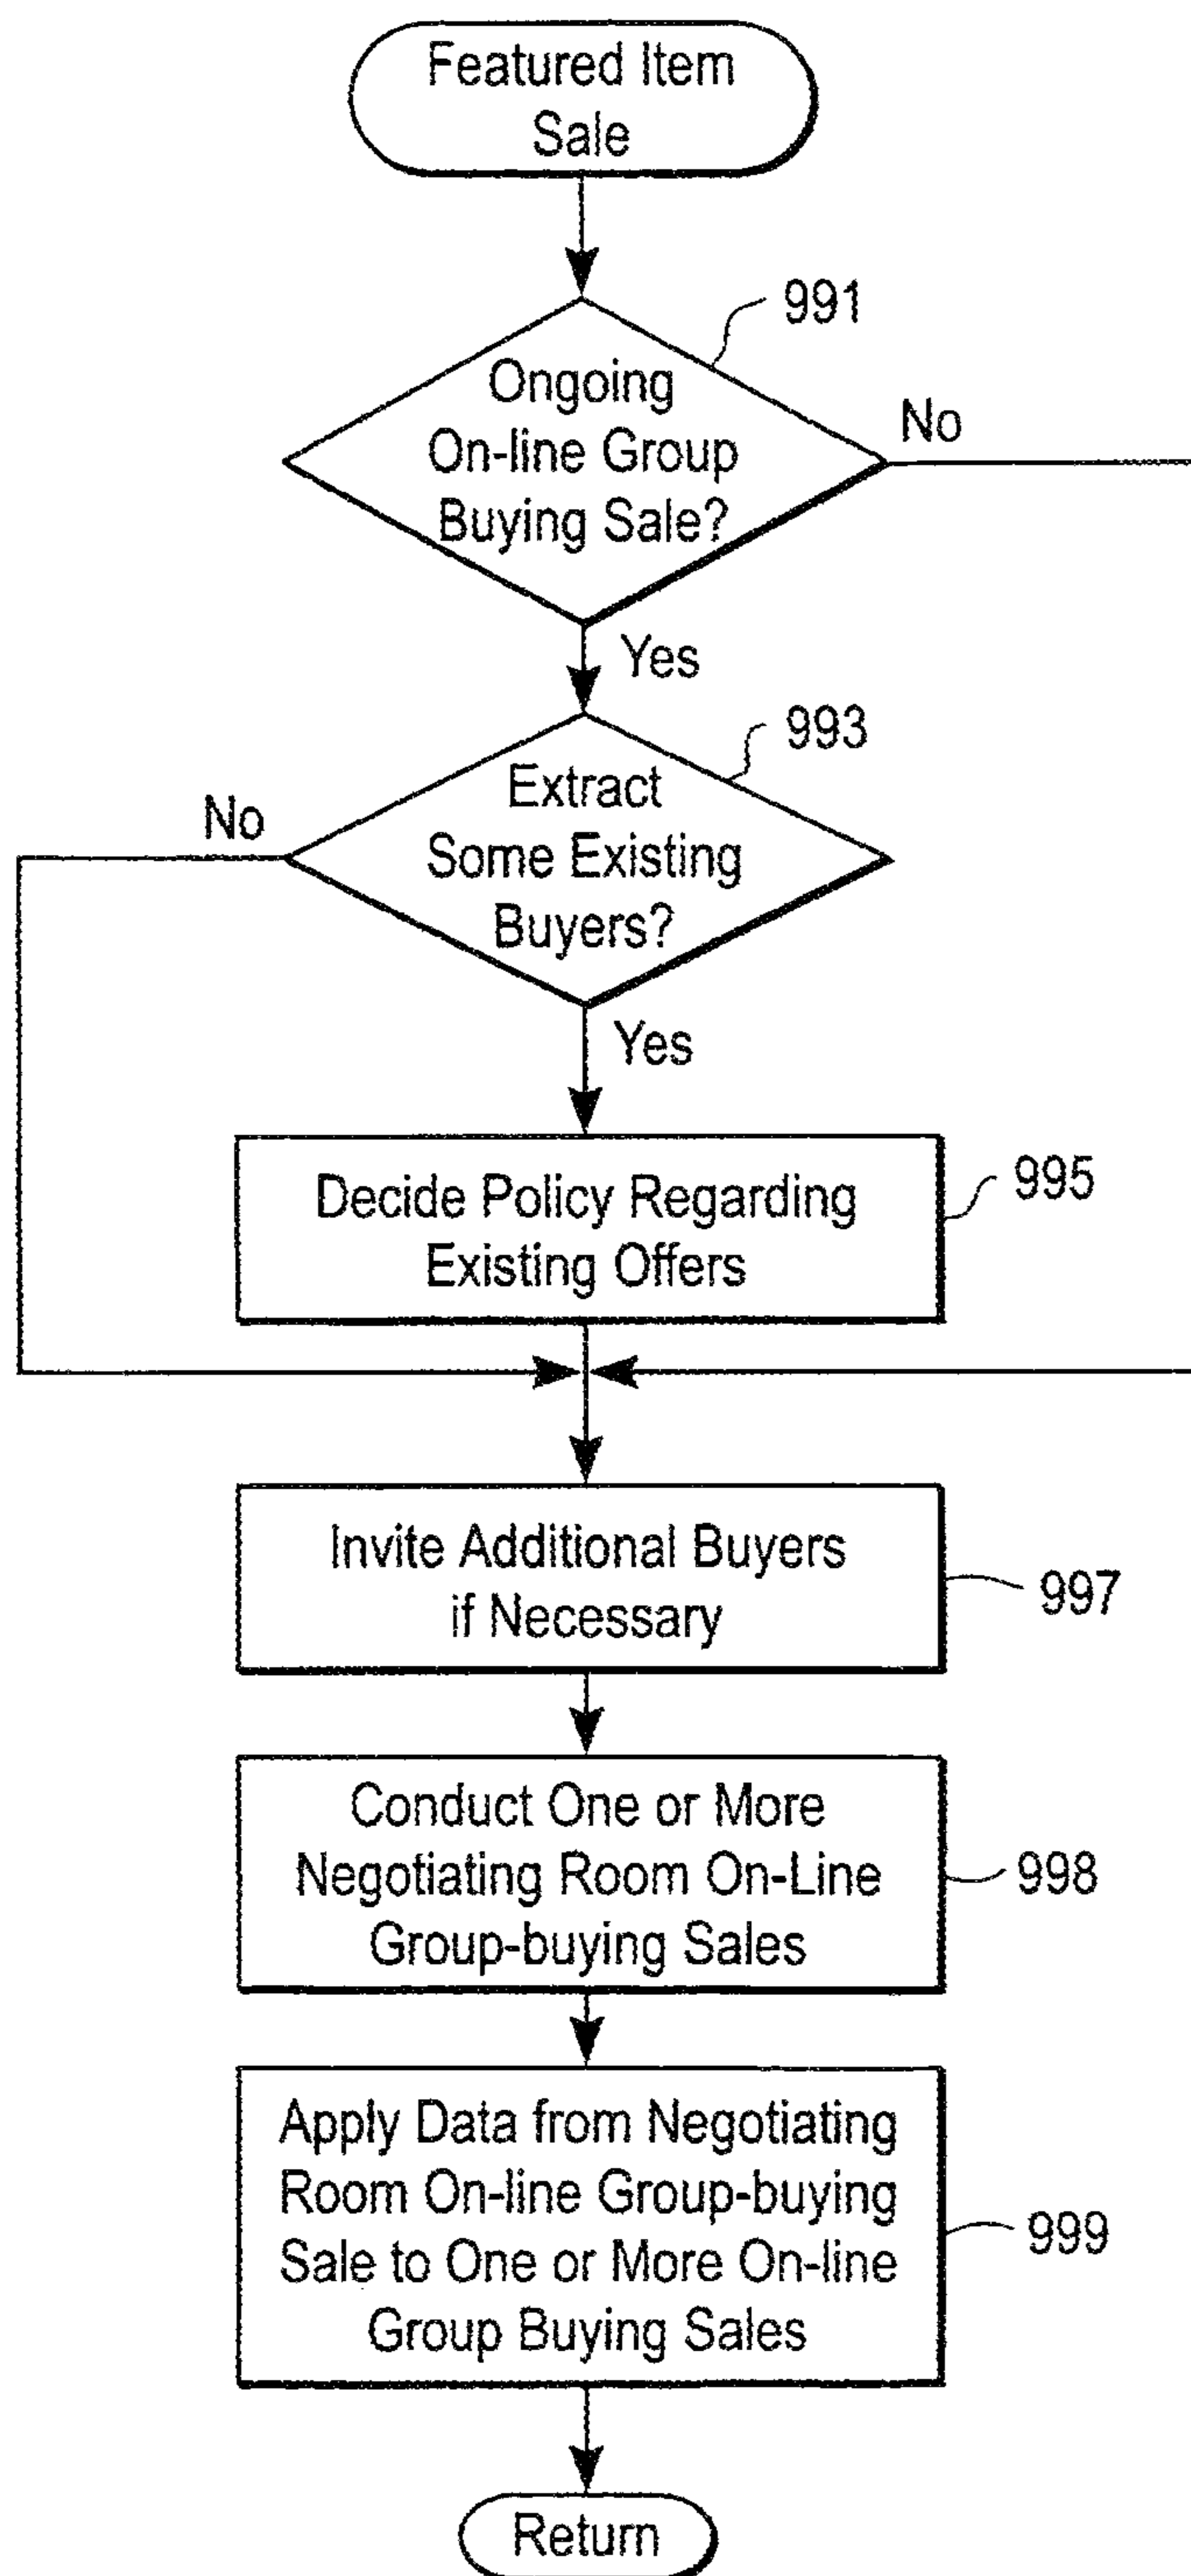 Featured Item
Sale
991
Ongoing
On-line Group
Buying Sale?
No
Yes
993
Extract
Some Existing
Buyers?
No
Yes
Decide Policy Regarding
Existing Offers
995
Invite Additional Buyers
if Necessary
997
Conduct One or More
Negotiating Room On-Line
Group-buying Sales
998
Apply Data from Negotiating
Room On-line Group-buying
Sale to One or More On-line
Group Buying Sales
999
Return